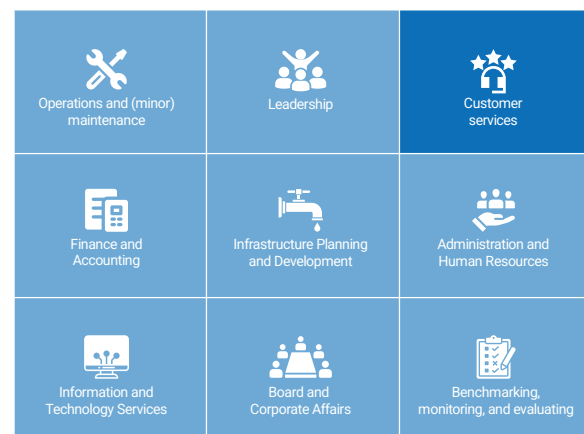 Operations and (minor)
maintenance
Leadership
Customer
services
Finance and
Accounting
Infrastructure Planning
and Development
Administration and
Human Resources
Information and
Technology Services
Board and
Corporate Affairs
Benchmarking,
monitoring, and evaluating